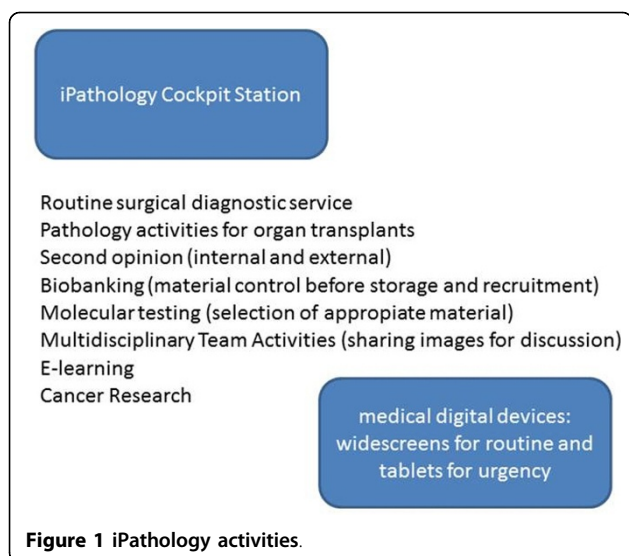 iPathology Cockpit Station
Routine surgical diagnostic service
Pathology activities for organ transplants
Second opinion (internal and external)
Biobanking (material control before storage and recruitment)
Molecular testing (selection of appropiate material)
Multidisciplinary Team Activities (sharing images for discussion)
E-learning
Cancer Research
medical digital devices:
widescreens for routine and
tablets for urgency
Figure 1 iPathology activities.